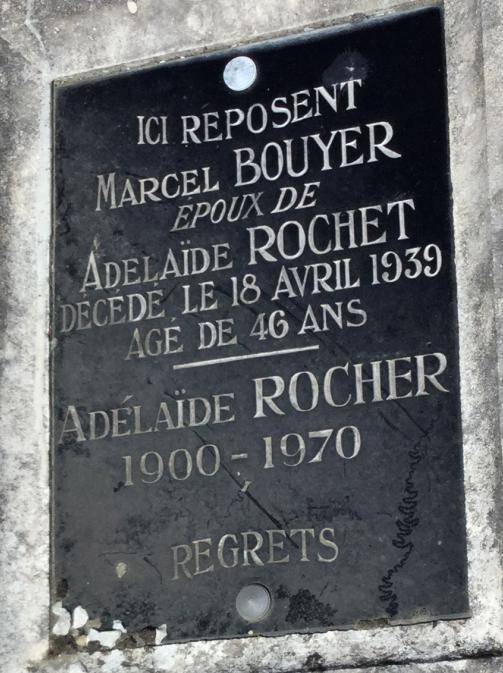 ICI REPOSENT
MARCEL BOUYER
ÉPOUX DE
ADELAÏDE ROCHET
DÉCÉDÉ LE 18 AVRIL 1939
AGÉ DE 46 ANS
ADÉLAÏDE ROCHER
1900 - 1970
REGRETS